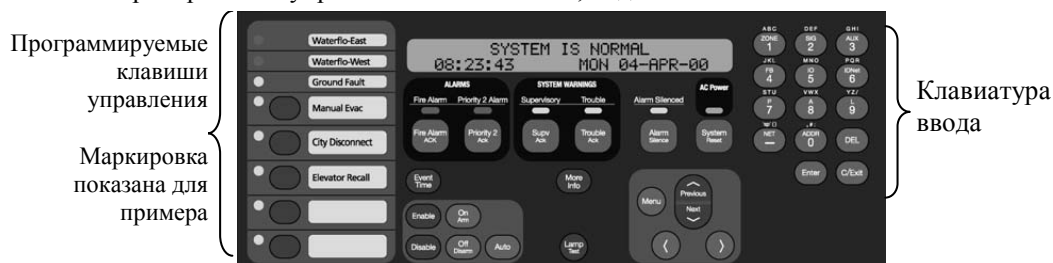 Программируемые
клавиши
управления
Маркировка
показана для
примера
Waterflo-East
Waterflo-West
Ground Fault
Manual Evac
City Disconnect
Elevator Recall
SYSTEM IS NORMAL
08:23:43 MON 04-APR-00
ALARMS
SYSTEM WARNINGS
AC Power
Fire Alarm
Priority 2 Alarm
Supervisory
Trouble
Alarm Silenced
Fire Alarm
ACK
Priority 2
Ack
Supv
Ack
Trouble
Ack
Alarm
Silence
System
Reset
Event
Time
More
Info
Enable
On
Arm
Disable
Off
Disarm
Auto
Lamp
Test
Menu
Previous
Next
ABC DEF GHI
ZONE SIG AUX
1 2 3
JKL MNO PQR
FB IO IDNet
4 5 6
STU VWX YZ/
P A L
7 8 9
NET ADDR DEL
— 0
Enter C/Exit
Клавиатура
ввода